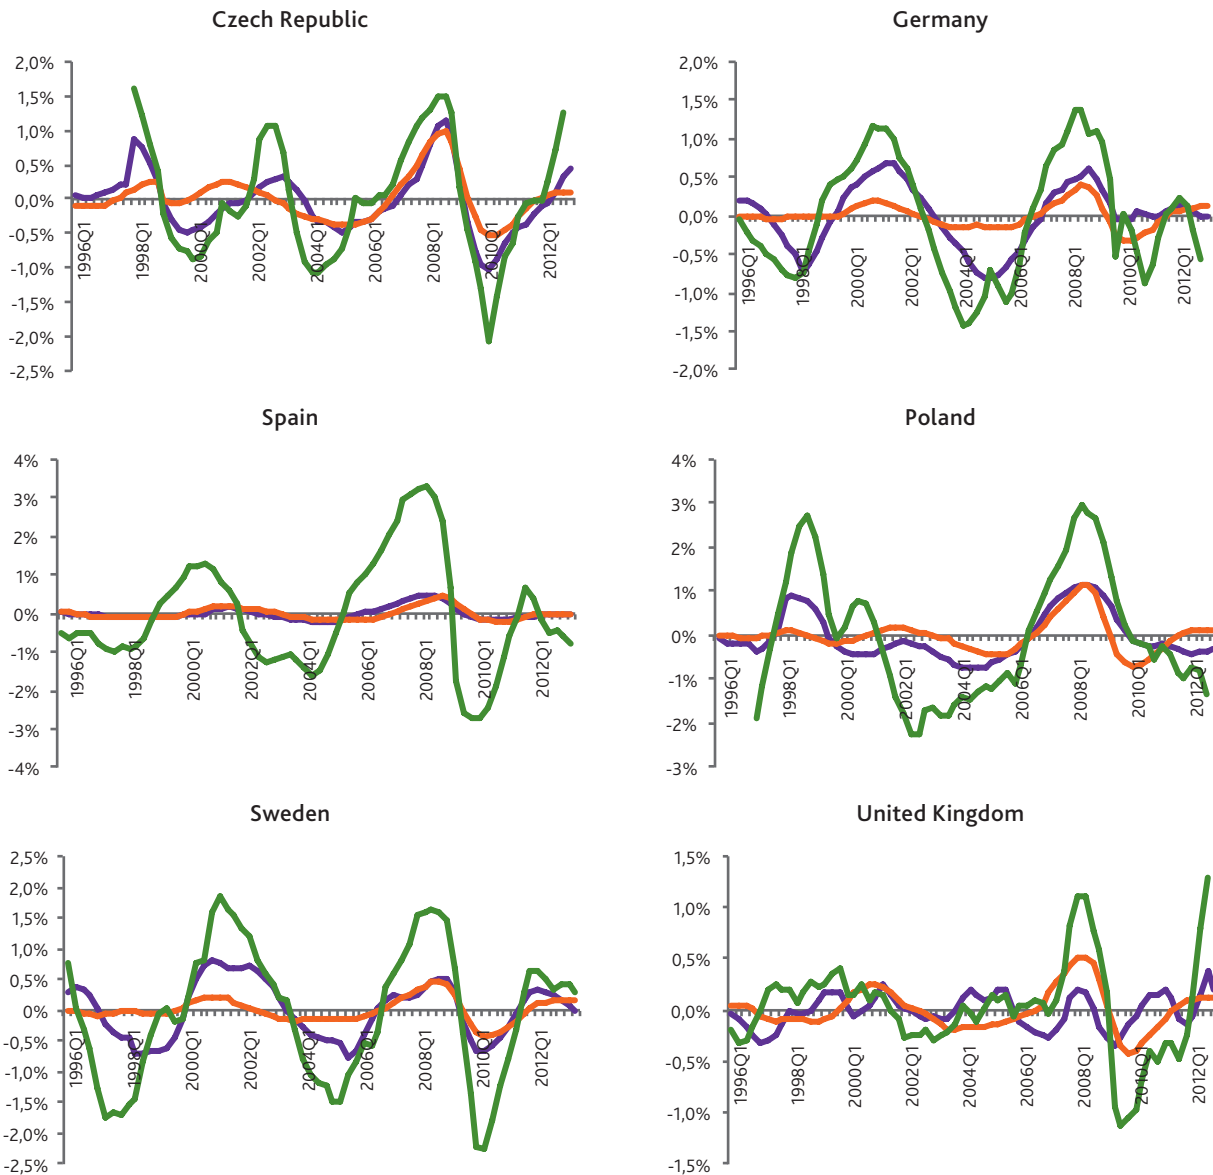 Czech Republic
2,0%
1,5%
1,0%
0,5%
0,0%
-0,5%
-1,0%
-1,5%
-2,0%
-2,5%
1996Q1
1998Q1
2000Q1
2002Q1
2004Q1
2006Q1
2008Q1
2010Q1
2012Q1
Germany
2,0%
1,5%
1,0%
0,5%
0,0%
-0,5%
-1,0%
-1,5%
-2,0%
1996Q1
1998Q1
2000Q1
2002Q1
2004Q1
2006Q1
2008Q1
2010Q1
2012Q1
Spain
4%
3%
2%
1%
0%
-1%
-2%
-3%
-4%
1996Q1
1998Q1
2000Q1
2002Q1
2004Q1
2006Q1
2008Q1
2010Q1
2012Q1
Poland
4%
3%
2%
1%
0%
-1%
-2%
-3%
1996Q1
1998Q1
2000Q1
2002Q1
2004Q1
2006Q1
2008Q1
2010Q1
2012Q1
Sweden
2,5%
2,0%
1,5%
1,0%
0,5%
0%
-0,5%
-1,0%
-1,5%
-2,0%
-2,5%
1996Q1
1998Q1
2000Q1
2002Q1
2004Q1
2006Q1
2008Q1
2010Q1
2012Q1
United Kingdom
1,5%
1,0%
0,5%
0,0%
-0,5%
-1,0%
-1,5%
1996Q1
1998Q1
2000Q1
2002Q1
2004Q1
2006Q1
2008Q1
2010Q1
2012Q1